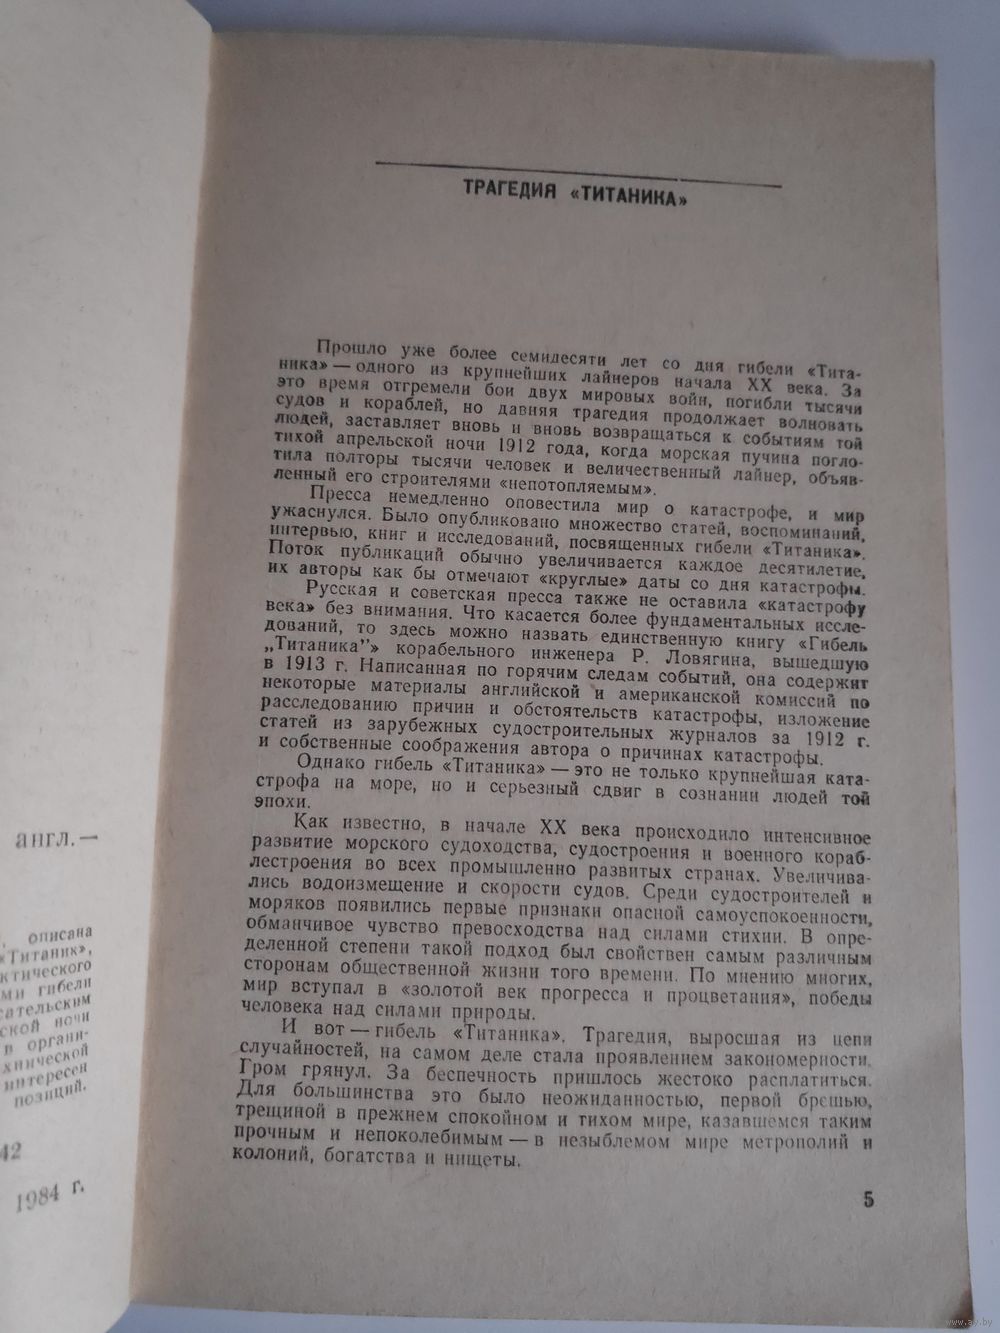 англ.—
описана
«Титаник»,
ктического
ми гибели
ательским
ской ночи
в органи-
хнической
интересен
позиций.
42
1984 г.
ТРАГЕДИЯ «ТИТАНИКА»
Прошло уже более семидесяти лет со дня гибели «Тита-
ника» — одного из крупнейших лайнеров начала XX века. За
это время отгремели бои двух мировых войн, погибли тысячи
судов и кораблей, но давняя трагедия продолжает волновать
людей, заставляет вновь и вновь возвращаться к событиям той
тихой апрельской ночи 1912 года, когда морская пучина погло-
тила полторы тысячи человек и величественный лайнер, объяв-
ленный его строителями «непотопляемым».
Пресса немедленно оповестила мир о катастрофе, и мир
ужаснулся. Было опубликовано множество статей, воспоминаний,
интервью, книг и исследований, посвященных гибели «Титаника».
Поток публикаций обычно увеличивается каждое десятилетие,
их авторы как бы отмечают «круглые» даты со дня катастрофы.
Русская и советская пресса также не оставила «катастрофу
века» без внимания. Что касается более фундаментальных иссле-
дований, то здесь можно назвать единственную книгу «Гибель
„Титаника”» корабельного инженера Р. Ловягина, вышедшую
в 1913 г. Написанная по горячим следам событий, она содержит
некоторые материалы английской и американской комиссий по
расследованию причин и обстоятельств катастрофы, изложение
статей из зарубежных судостроительных журналов за 1912 г.
и собственные соображения автора о причинах катастрофы.
Однако гибель «Титаника» — это не только крупнейшая ката-
строфа на море, но и серьезный сдвиг в сознании людей той
эпохи.
Как известно, в начале XX века происходило интенсивное
развитие морского судоходства, судостроения и военного кораб-
лестроения во всех промышленно развитых странах. Увеличива-
лись водоизмещение и скорости судов. Среди судостроителей и
моряков появились первые признаки опасной самоуспокоенности,
обманчивое чувство превосходства над силами стихии. В опре-
деленной степени такой подход был свойствен самым различным
сторонам общественной жизни того времени. По мнению многих,
мир вступал в «золотой век прогресса и процветания», победы
человека над силами природы.
И вот — гибель «Титаника». Трагедия, выросшая из цепи
случайностей, на самом деле стала проявлением закономерности.
Гром грянул. За беспечность пришлось жестоко расплатиться.
Для большинства это было неожиданностью, первой брешью,
трещиной в прежнем спокойном и тихом мире, казавшемся таким
прочным и непоколебимым — в незыблемом мире метрополий и
колоний, богатства и нищеты.
5
www.ay.by